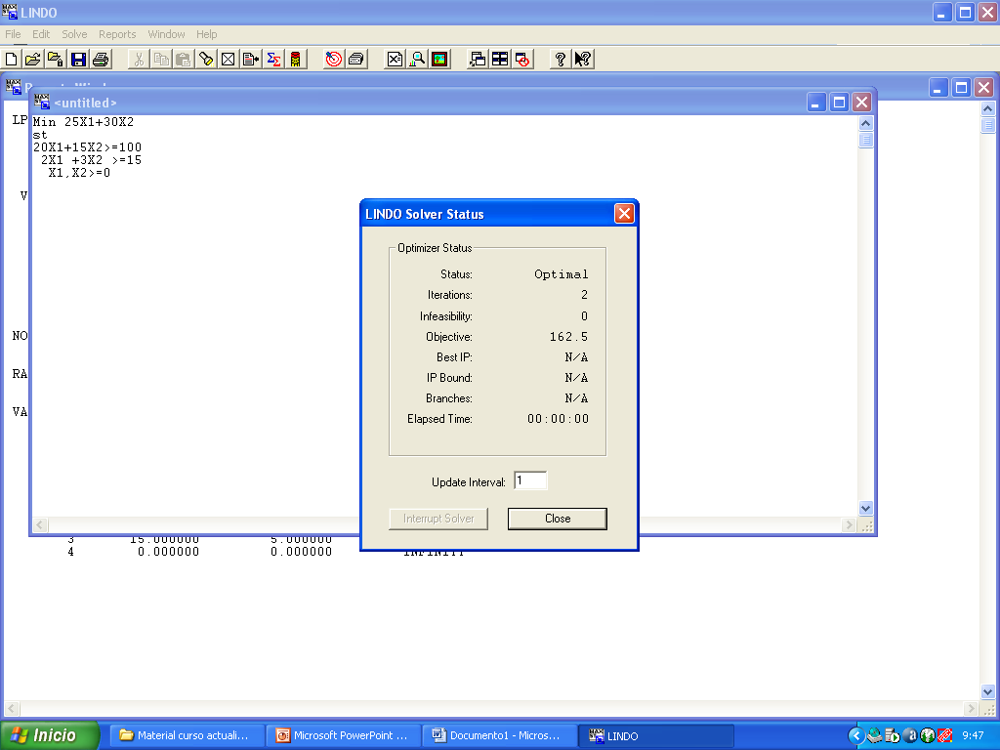 LINDO
File Edit Solve Reports Window Help
<untitled>
LP
Min 25X1+30X2
st
20X1+15X2>=100
2X1 +3X2 >=15
X1,X2>=0
V
NO
RA
VA
LINDO Solver Status
Optimizer Status
Status: Optimal
Iterations: 2
Infeasibility: 0
Objective: 162.5
Best IP: N/A
IP Bound: N/A
Branches: N/A
Elapsed Time: 00:00:00
Update Interval: 1
Interrupt Solver Close
3 15.000000 5.000000
4 0.000000 0.000000 INFINITY
Inicio Material curso actuali... Microsoft PowerPoint ... Documento1 - Micros... LINDO 9:47